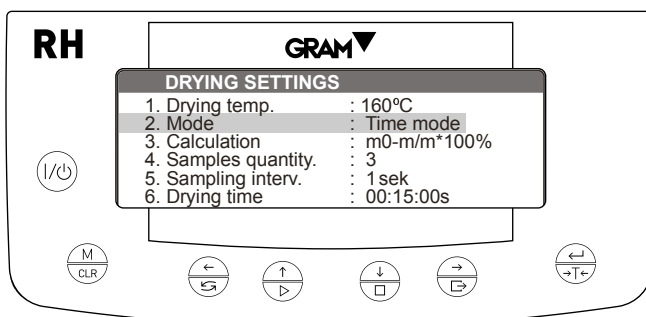 RH
GRAM
DRYING SETTINGS
1. Drying temp. : 160ºC
2. Mode : Time mode
3. Calculation : m0-m/m*100%
4. Samples quantity. : 3
5. Sampling interv. : 1sek
6. Drying time : 00:15:00s
I/
M
CLR
←
↑
↓
→
→T←